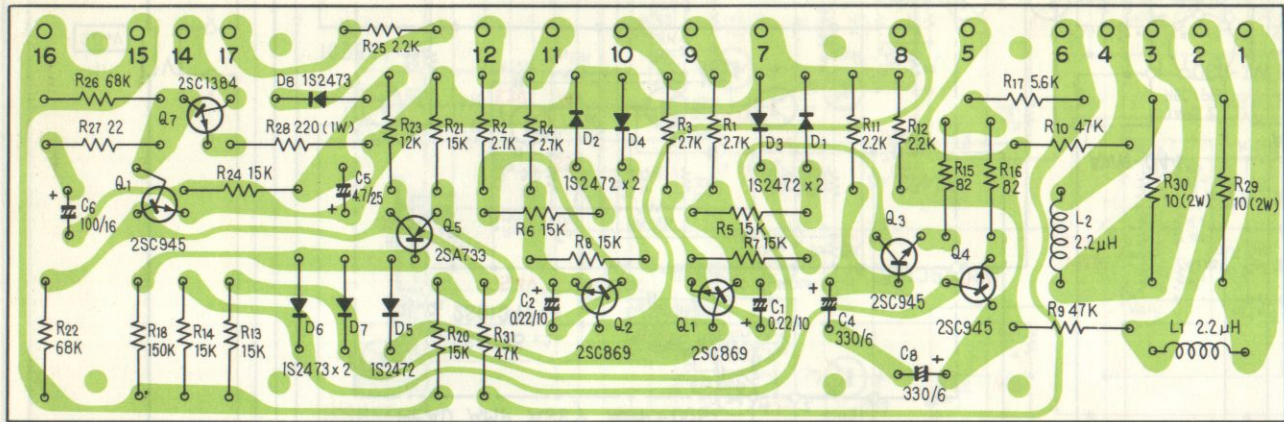 R25 2.2K
16
15
14
17
12
11
10
9
7
8
5
6
4
3
2
1
R26 68K
2SC1384
D8 1S2473
R17 5.6K
Q7
R27 22
R28 220 (1W)
R23
12K
R21
15K
R2
2.7K
R4
2.7K
D2
D4
R3
2.7K
R1
2.7K
D3
D1
R11
2.2K
R12
2.2K
R10 47K
1S2472×2
1S2472×2
R15
82
R16
82
R30
10(2W)
R29
10(2W)
Q1
R24 15K
C5
4.7/25
+
+
C6
100/16
2SC945
Q5
2SA733
R6 15K
R8 15K
R5 15K
R7 15K
Q3
2SC945
Q4
2SC945
L2
2.2µH
R22
68K
R18
150K
R14
15K
R13
15K
D6
D7
D5
1S2473×2
1S2472
R20
15K
R31
47K
+
C2
0.22/10
Q2
2SC869
Q1
2SC869
C1
0.22/10
+
+
C4
330/6
C8
+
330/6
R9 47K
L1 2.2µH